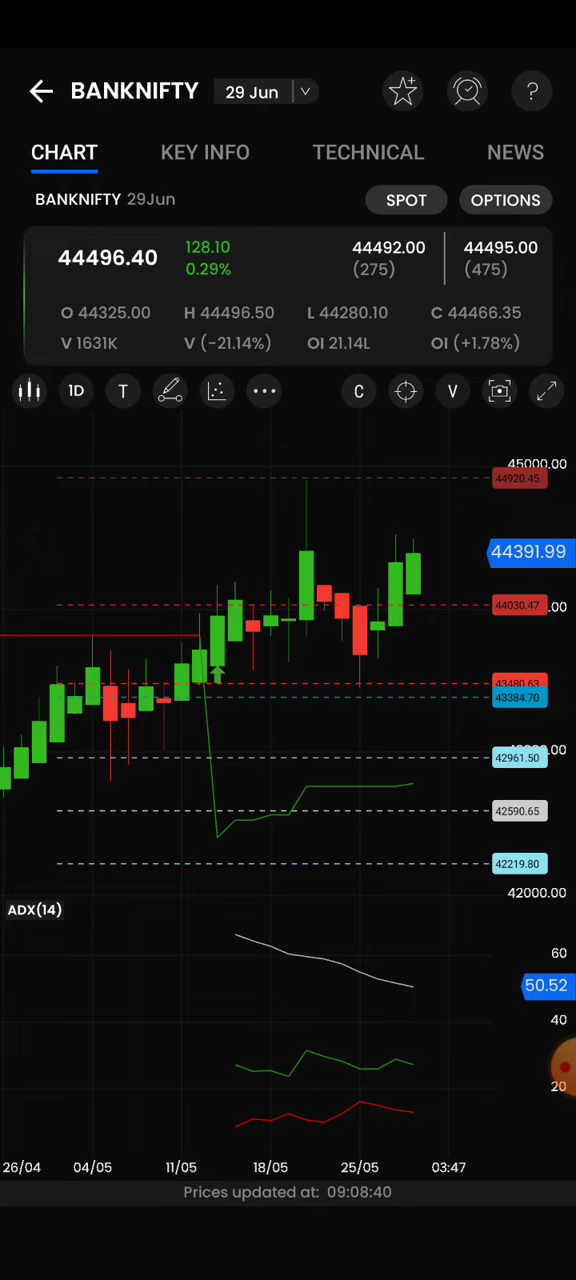 BANKNIFTY 29 Jun ?
CHART KEY INFO TECHNICAL NEWS
BANKNIFTY 29Jun SPOT OPTIONS
44496.40 128.10 0.29% 44492.00 (275) 44495.00 (475)
O 44325.00 H 44496.50 L 44280.10 C 44466.35
V 1631K V (-21.14%) OI 21.14L OI (+1.78%)
1D T C V
45000.00
44920.45
44391.99
44030.47
43480.63
43384.70
42961.50
42590.65
42219.80
42000.00
ADX(14)
60
50.52
40
20
26/04 04/05 11/05 18/05 25/05 03:47
Prices updated at: 09:08:40